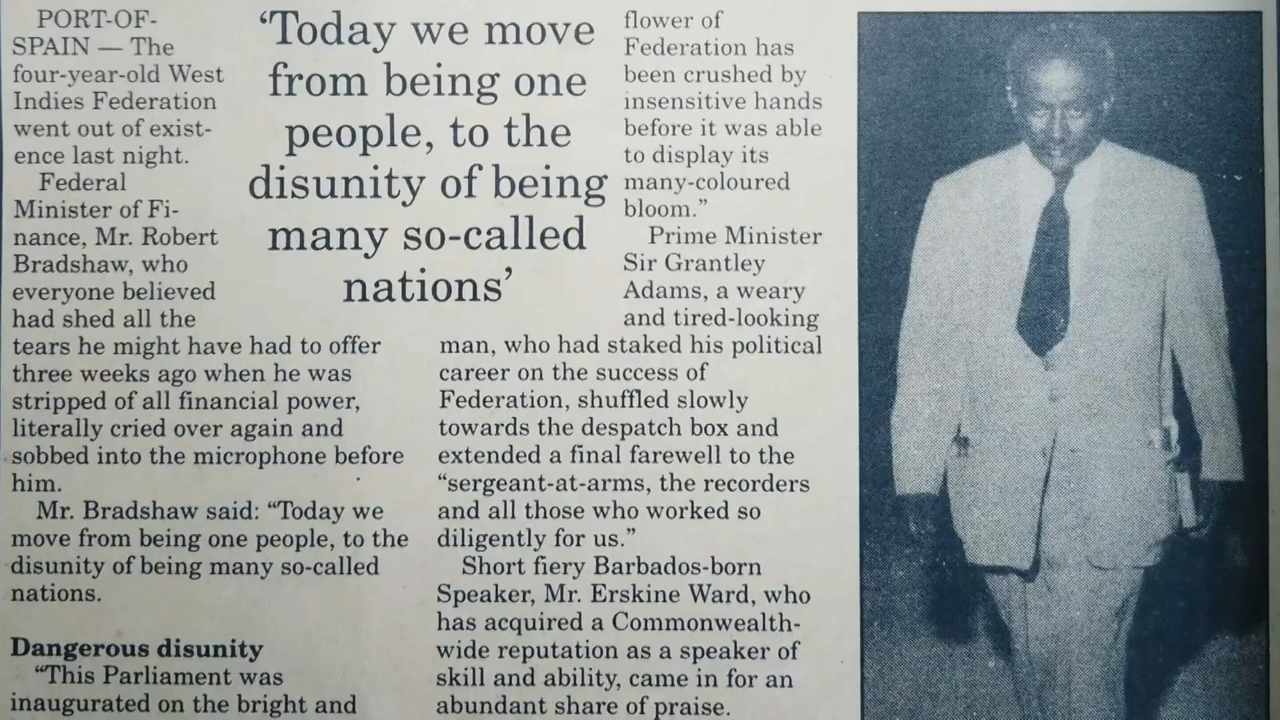 PORT-OF-
SPAIN — The
four-year-old West
Indies Federation
went out of exist-
ence last night.
Federal
Minister of Fi-
nance, Mr. Robert
Bradshaw, who
everyone believed
had shed all the
tears he might have had to offer
three weeks ago when he was
stripped of all financial power,
literally cried over again and
sobbed into the microphone before
him.
Mr. Bradshaw said: “Today we
move from being one people, to the
disunity of being many so-called
nations.
Dangerous disunity
“This Parliament was
inaugurated on the bright and
‘Today we move
from being one
people, to the
disunity of being
many so-called
nations’
flower of
Federation has
been crushed by
insensitive hands
before it was able
to display its
many-coloured
bloom.”
Prime Minister
Sir Grantley
Adams, a weary
and tired-looking
man, who had staked his political
career on the success of
Federation, shuffled slowly
towards the despatch box and
extended a final farewell to the
“sergeant-at-arms, the recorders
and all those who worked so
diligently for us.”
Short fiery Barbados-born
Speaker, Mr. Erskine Ward, who
has acquired a Commonwealth-
wide reputation as a speaker of
skill and ability, came in for an
abundant share of praise.